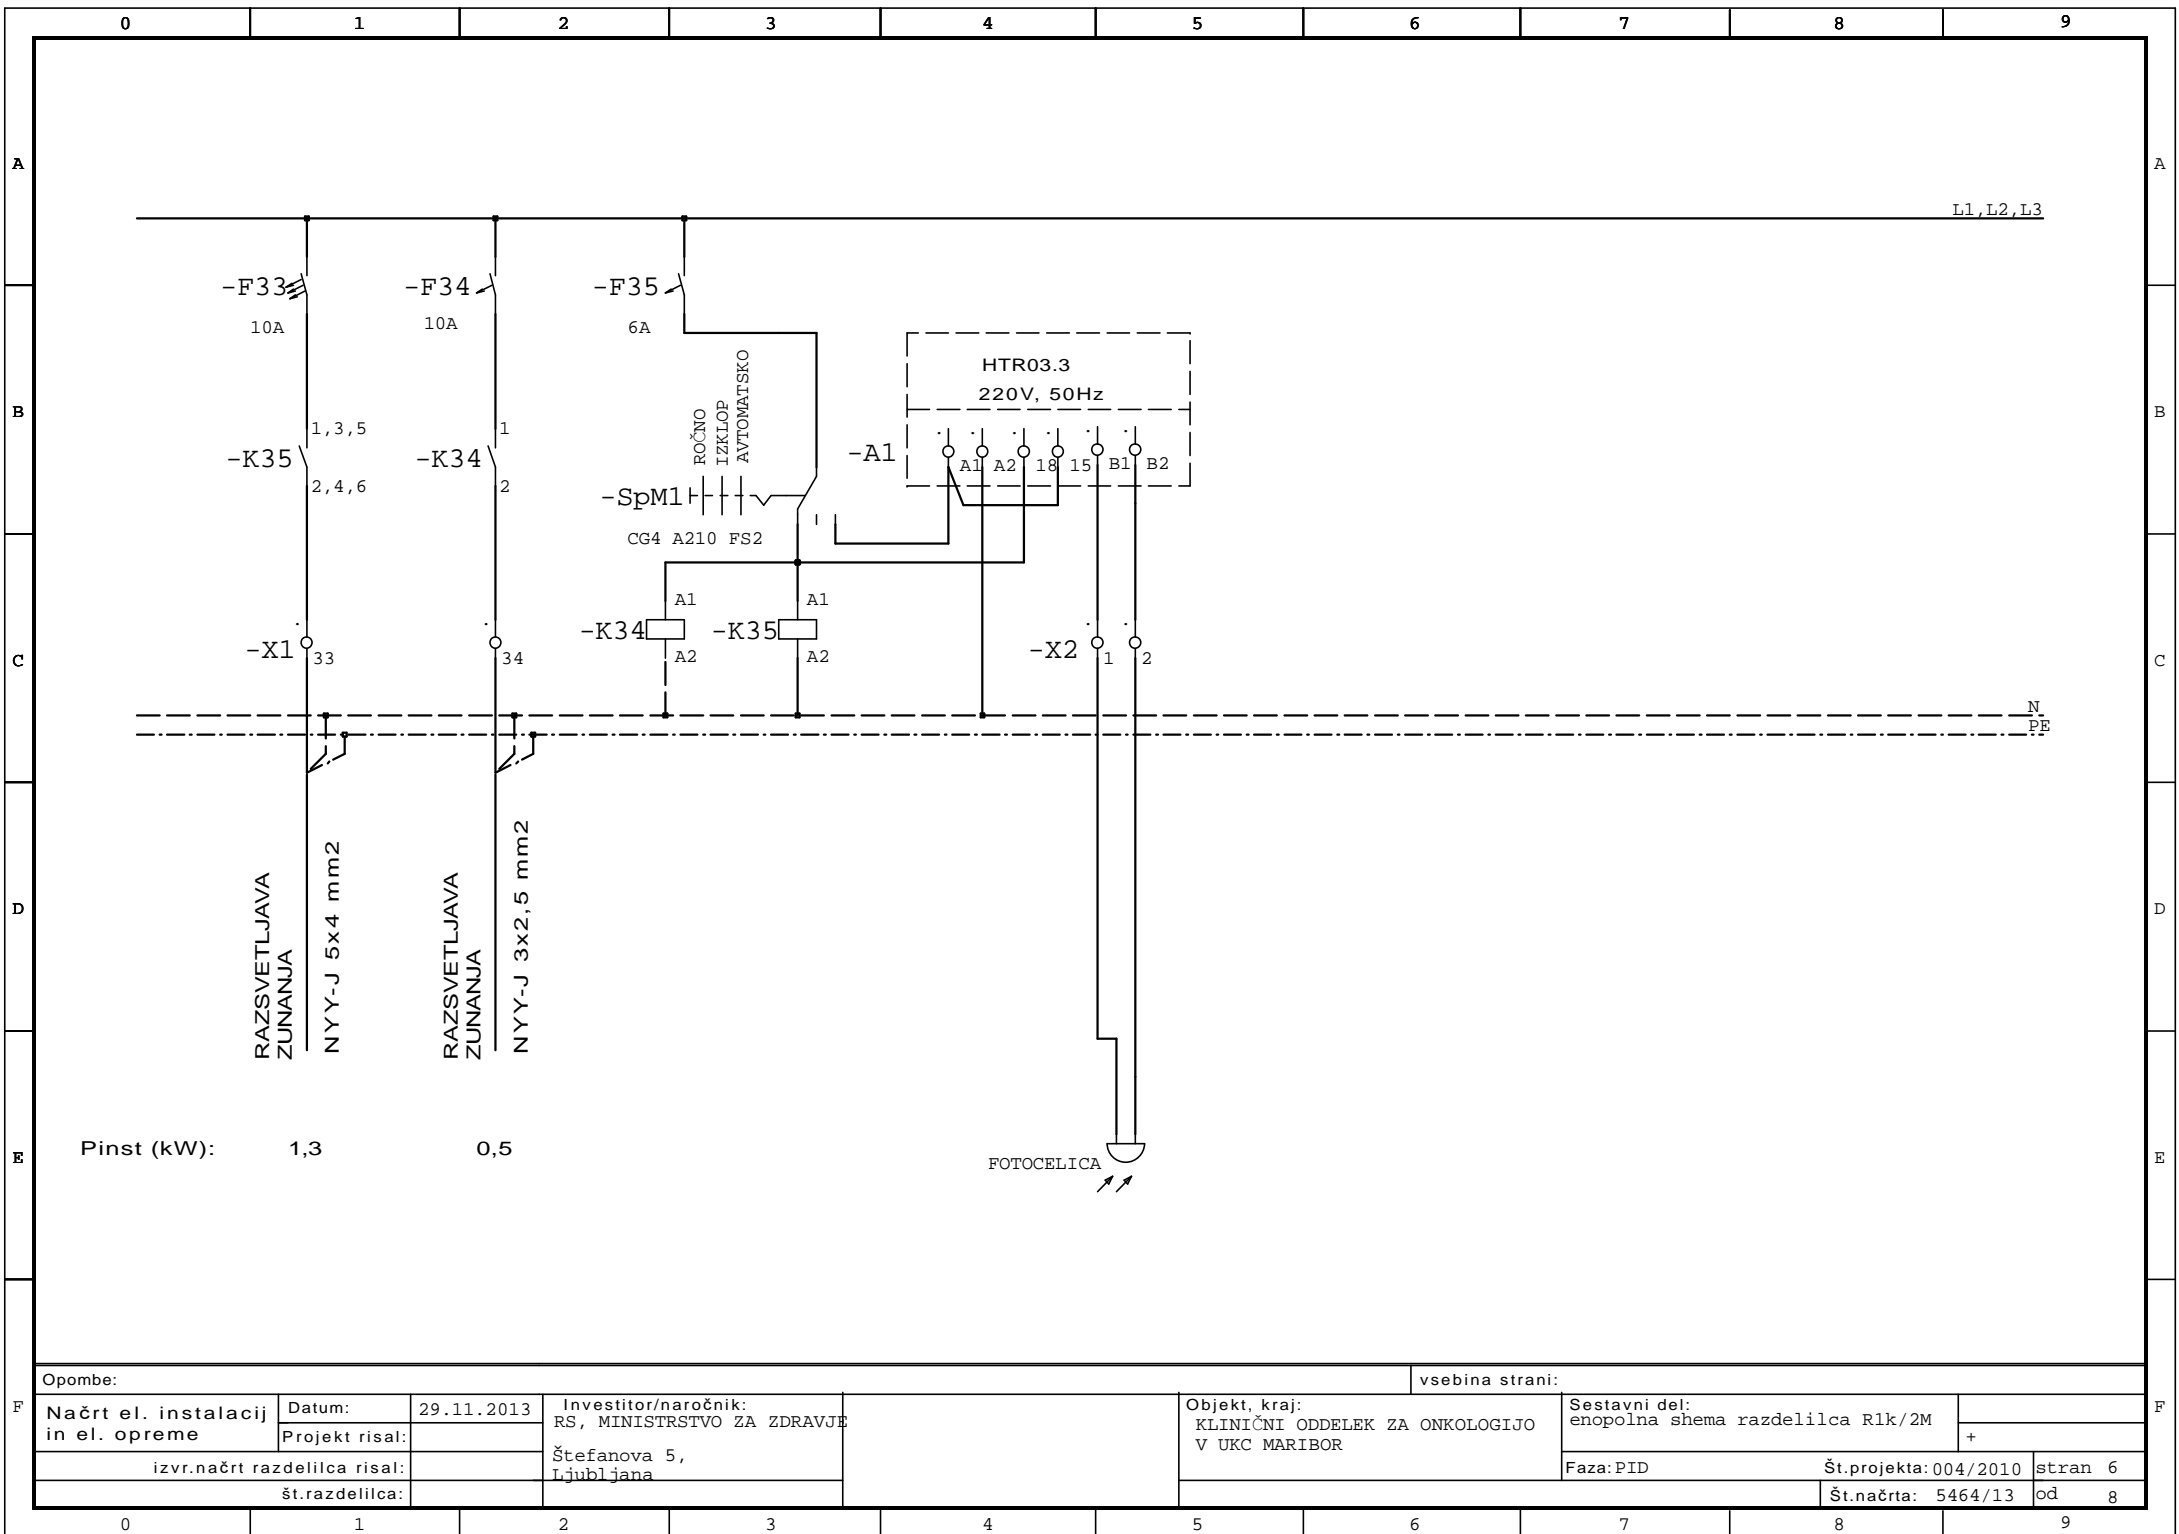 0 1 2 3 4 5 6 7 8 9
A A
L1,L2,L3
-F33 -F34 -F35
10A 10A 6A
HTR03.3
220V, 50Hz
ROČNO
IZKLOP
AVTOMATSKO
B B
1,3,5 1
-K35 -K34 -A1
A1 A2 18 15 B1 B2
2,4,6 2
-SpM1
CG4 A210 FS2
A1 A1
-K34 -K35
A2 A2
-X1 33 34 -X2 1 2
C C
N
PE
RAZSVETLJAVA
ZUNANJA
NYY-J 5x4 mm2
RAZSVETLJAVA
ZUNANJA
NYY-J 3x2,5 mm2
D D
Pinst (kW): 1,3 0,5
E E
FOTOCELICA
Opombe: vsebina strani:
F F
Načrt el. instalacij
in el. opreme
Datum: 29.11.2013
Projekt risal:
izvr.načrt razdelilca risal:
št.razdelilca:
Investitor/naročnik:
RS, MINISTRSTVO ZA ZDRAVJE
Štefanova 5,
Ljubljana
Objekt, kraj:
KLINIČNI ODDELEK ZA ONKOLOGIJO
V UKC MARIBOR
Sestavni del:
enopolna shema razdelilca R1k/2M
+
Faza: PID Št.projekta: 004/2010 stran 6
Št.načrta: 5464/13 od 8
0 1 2 3 4 5 6 7 8 9